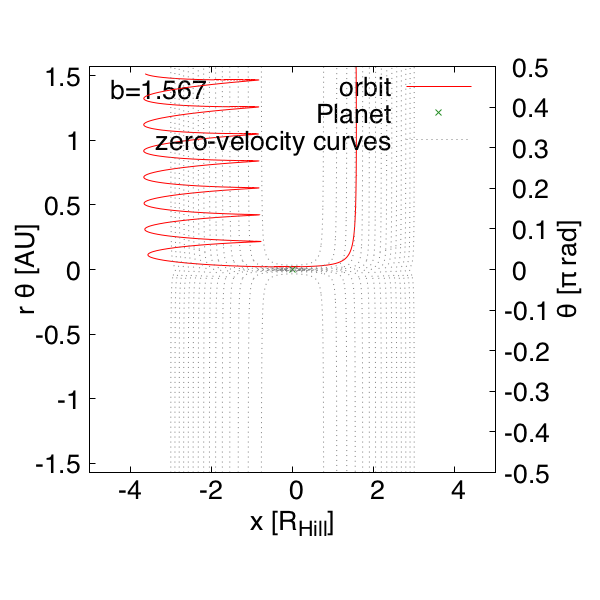 b=1.567
orbit
Planet
zero-velocity curves
1.5
1
0.5
0
-0.5
-1
-1.5
r θ [AU]
0.5
0.4
0.3
0.2
0.1
0
-0.1
-0.2
-0.3
-0.4
-0.5
θ [π rad]
-4 -2 0 2 4
x [R_Hill]